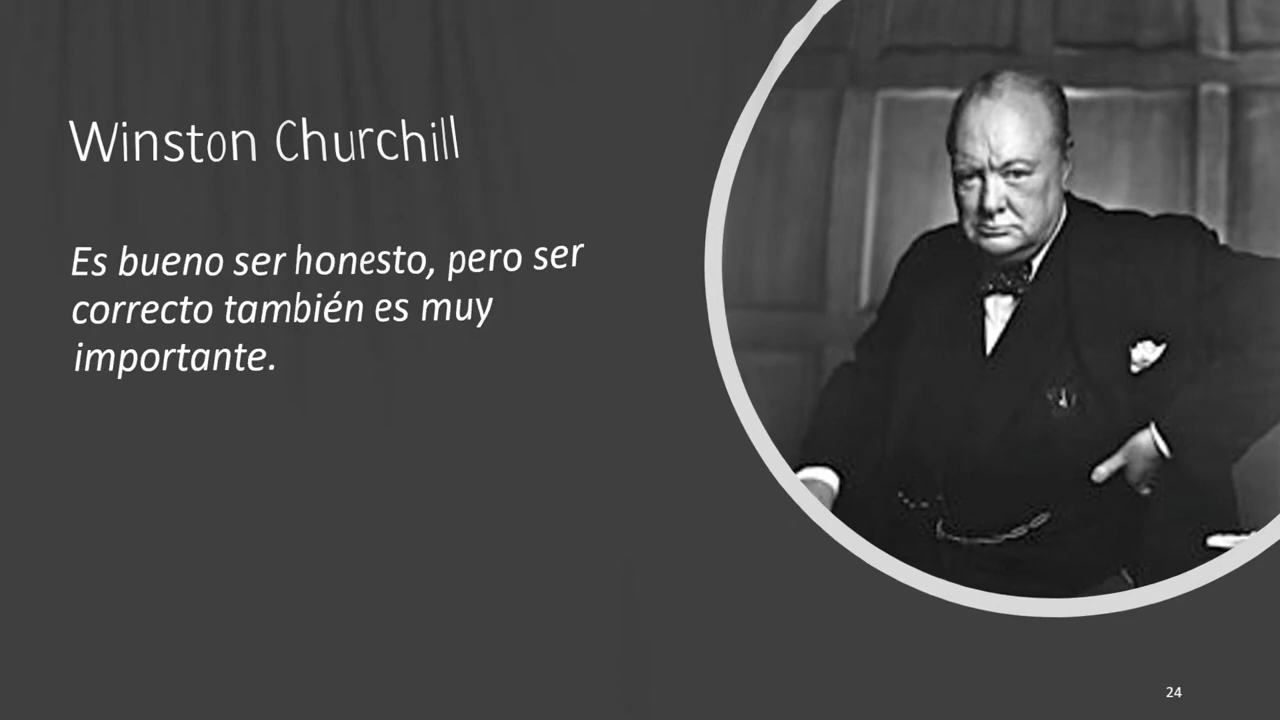 Winston Churchill
Es bueno ser honesto, pero ser
correcto también es muy
importante.
24